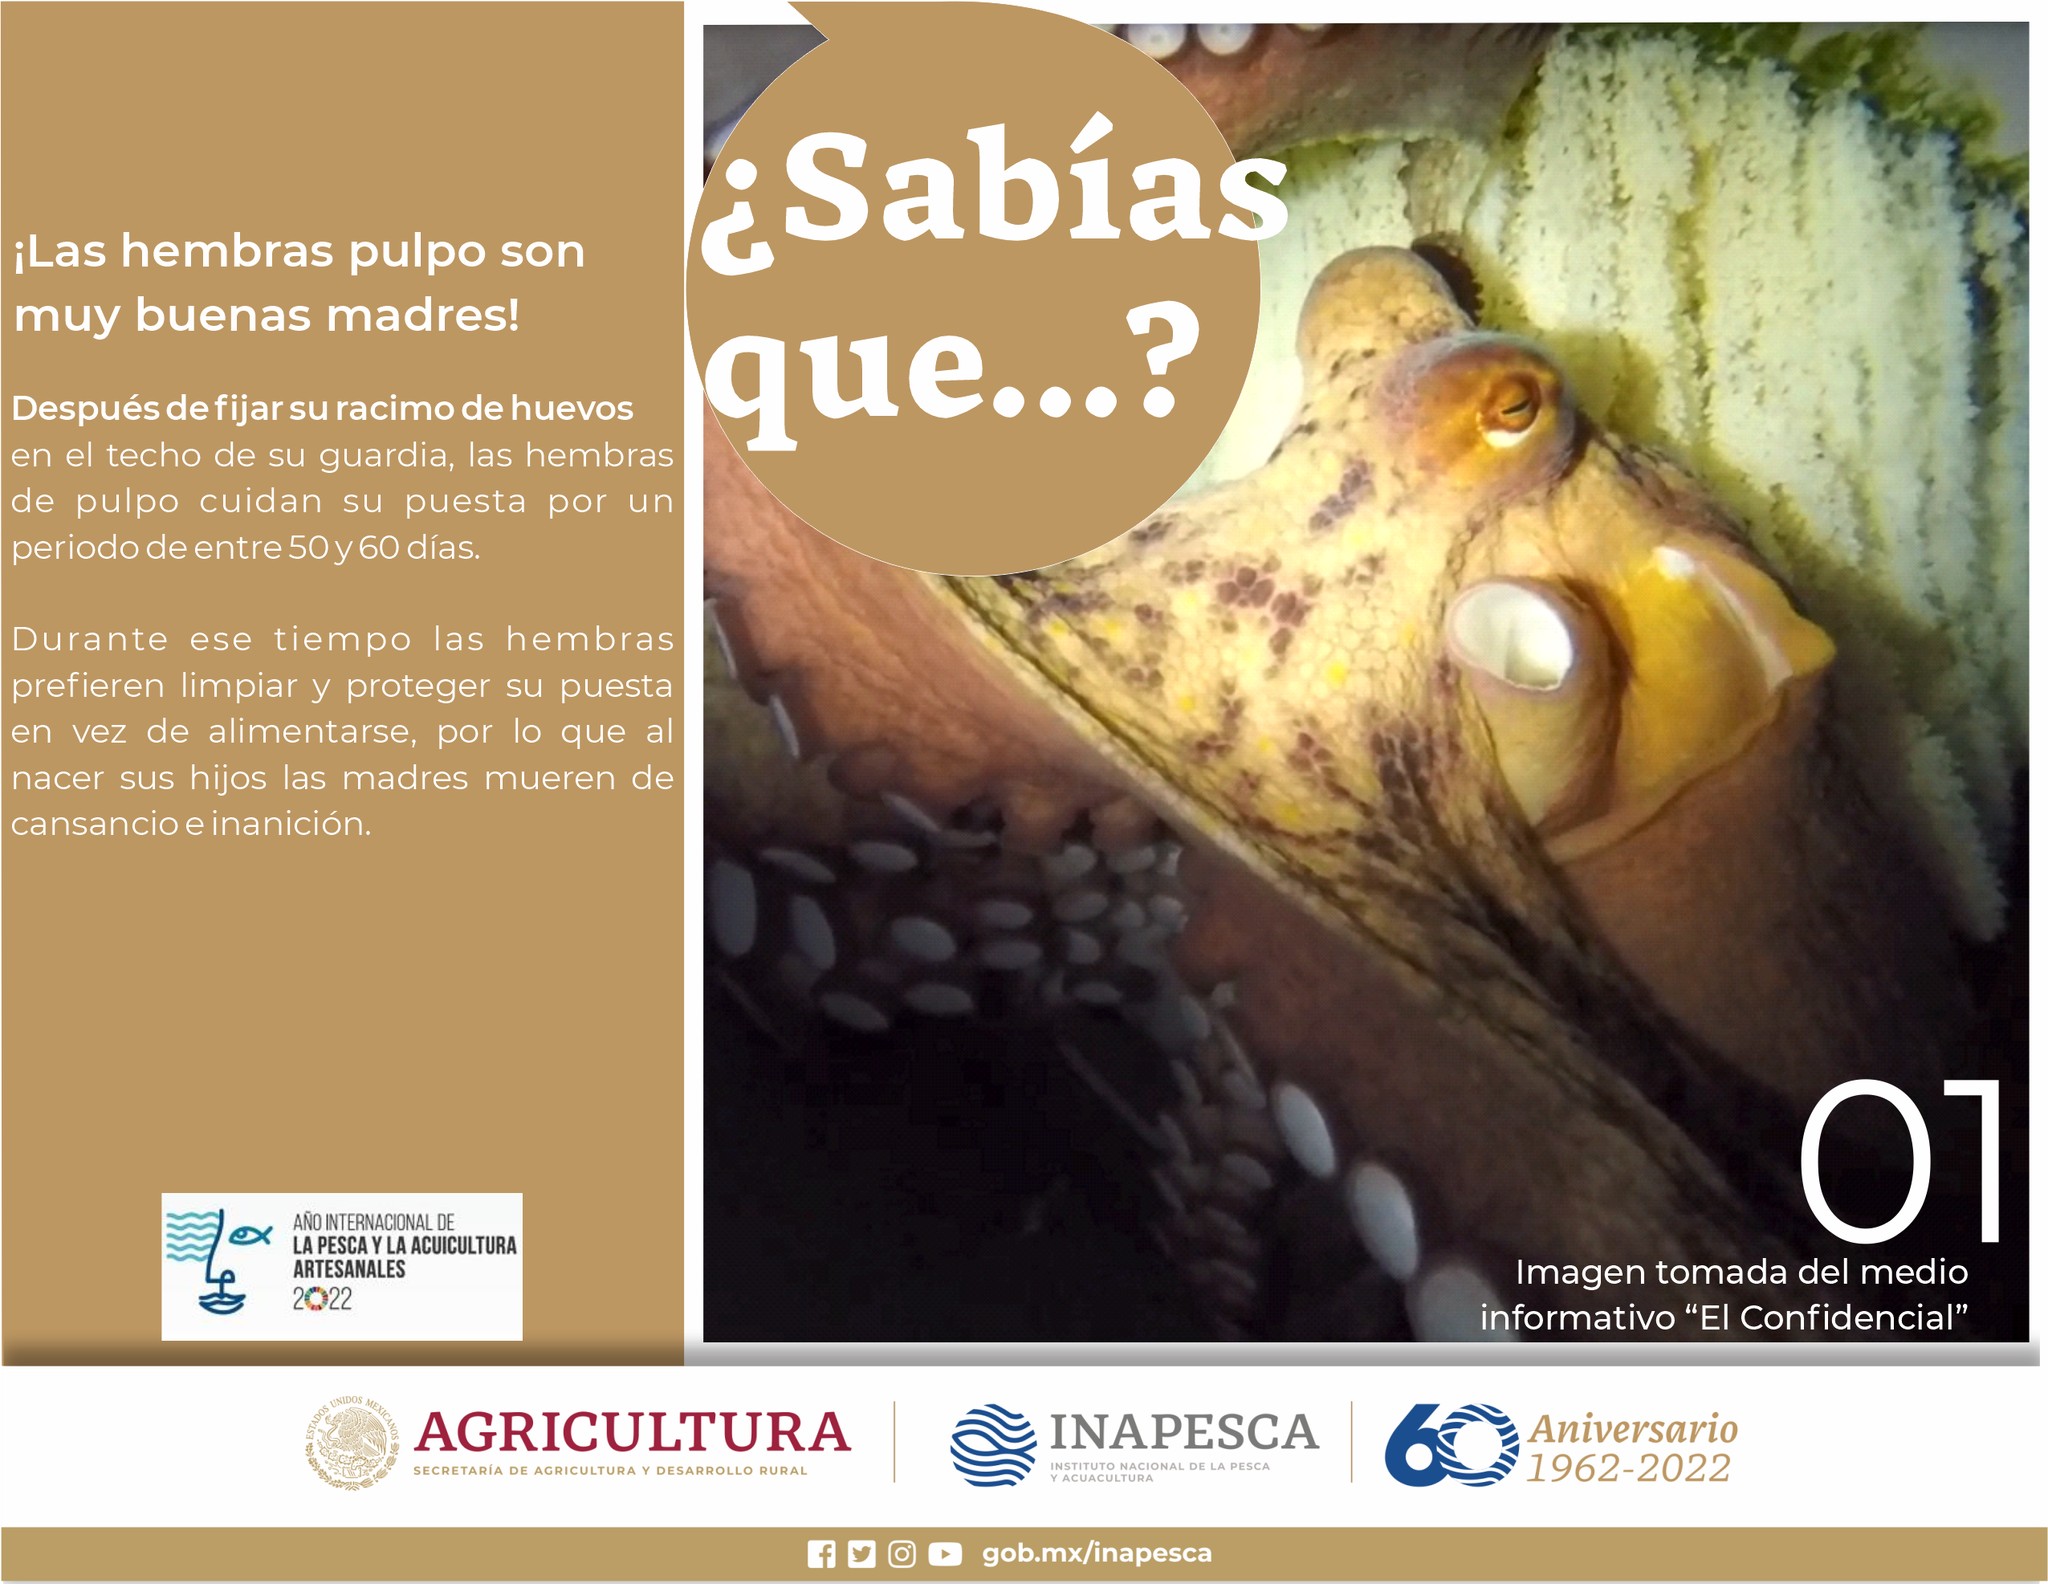 ¿Sabías
que...?
¡Las hembras pulpo son
muy buenas madres!
Después de fijar su racimo de huevos
en el techo de su guardia, las hembras
de pulpo cuidan su puesta por un
periodo de entre 50 y 60 días.
Durante ese tiempo las hembras
prefieren limpiar y proteger su puesta
en vez de alimentarse, por lo que al
nacer sus hijos las madres mueren de
cansancio e inanición.
01
Imagen tomada del medio
informativo “El Confidencial”
AÑO INTERNACIONAL DE
LA PESCA Y LA ACUICULTURA
ARTESANALES
2022
ESTADOS UNIDOS MEXICANOS
AGRICULTURA
SECRETARÍA DE AGRICULTURA Y DESARROLLO RURAL
INAPESCA
INSTITUTO NACIONAL DE LA PESCA
Y ACUACULTURA
60 Aniversario
1962-2022
gob.mx/inapesca